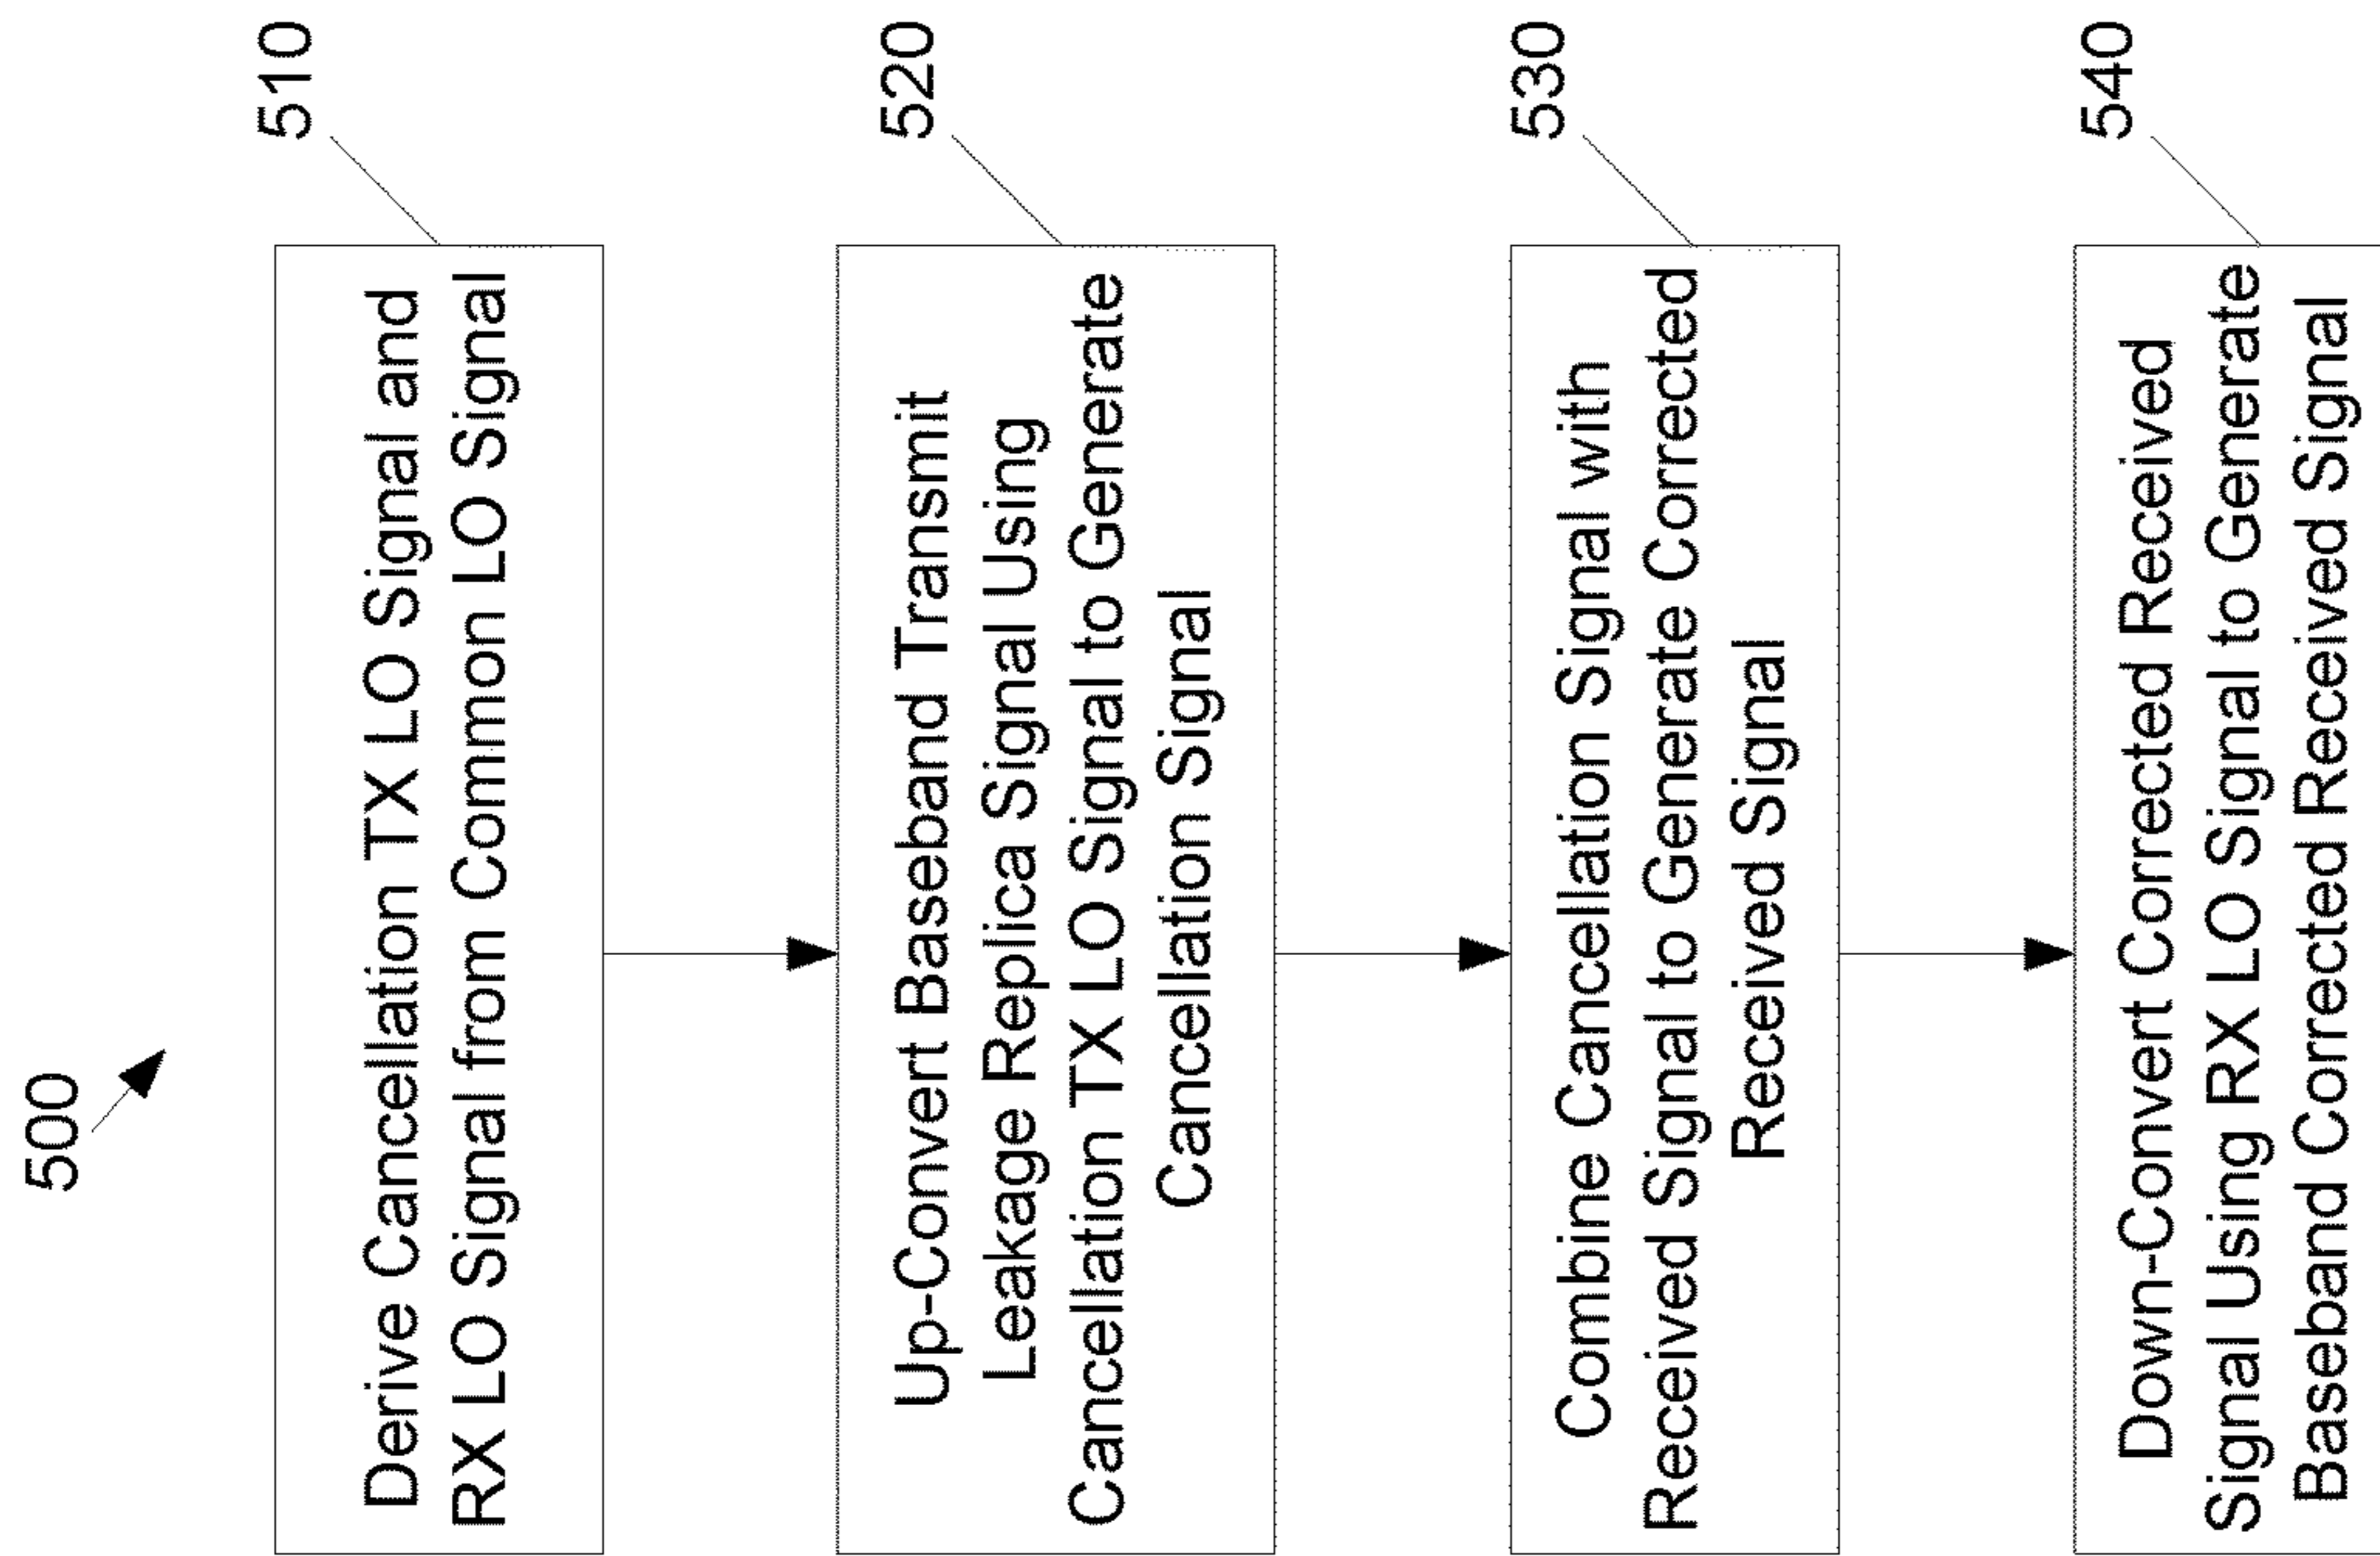 500
510
Derive Cancellation TX LO Signal and
RX LO Signal from Common LO Signal
520
Up-Convert Baseband Transmit
Leakage Replica Signal Using
Cancellation TX LO Signal to Generate
Cancellation Signal
530
Combine Cancellation Signal with
Received Signal to Generate Corrected
Received Signal
540
Down-Convert Corrected Received
Signal Using RX LO Signal to Generate
Baseband Corrected Received Signal